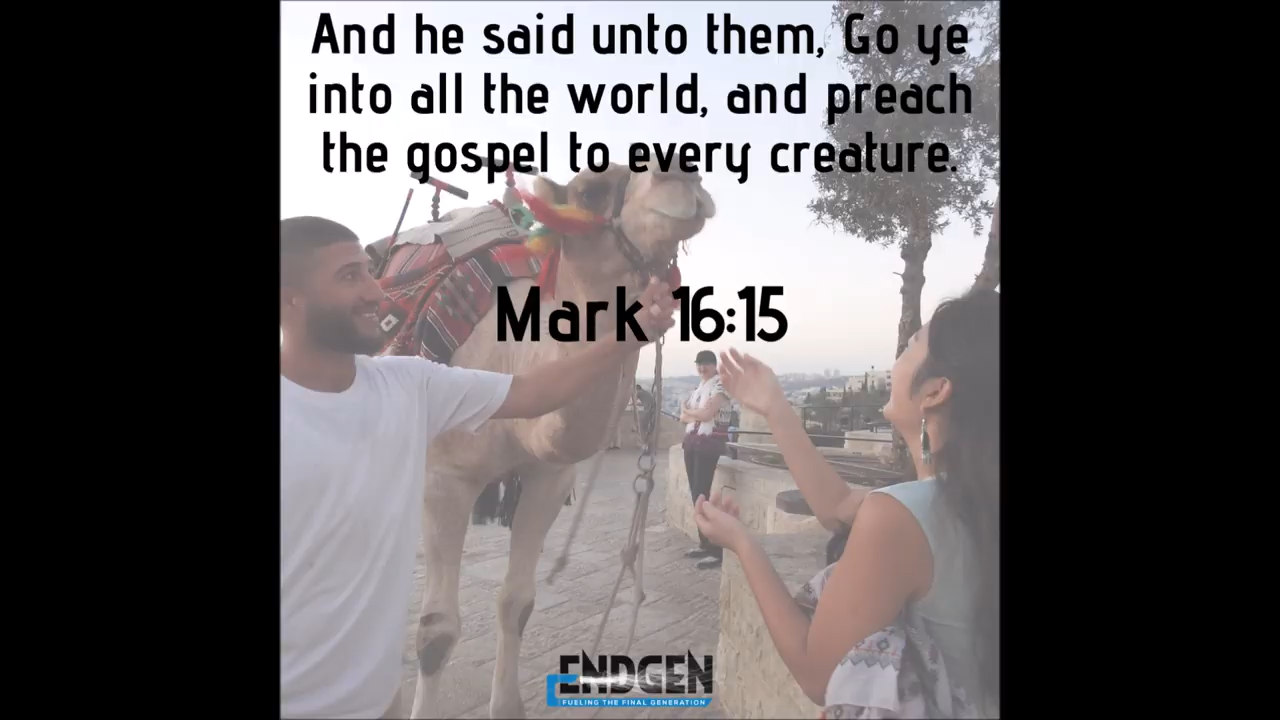 And he said unto them, Go ye
into all the world, and preach
the gospel to every creature.
Mark 16:15
ENDGEN
FUELING THE FINAL GENERATION